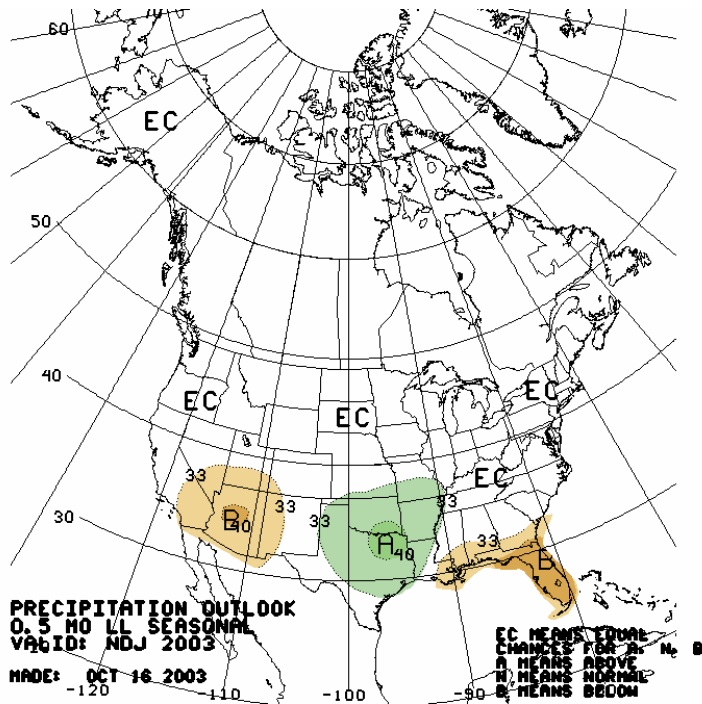 60
70
EC
50
40
EC
EC
EC
EC
33
33
33
33
33
B
40
A
40
B
30
PRECIPITATION OUTLOOK
0.5 MO LL SEASONAL
VALID: NDJ 2003
MADE: OCT 16 2003
-120
-110
-100
-90
EC MEANS EQUAL
CHANCES FOR A, N, B
A MEANS ABOVE
N MEANS NORMAL
B MEANS BELOW